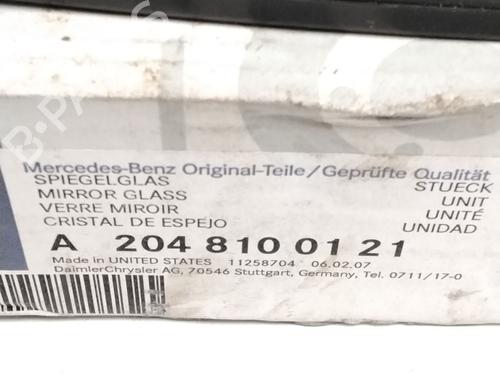 Mercedes-Benz Original-Teile/Geprüfte Qualität
SPIEGELGLAS STUECK
MIRROR GLASS UNIT
VERRE MIROIR UNITÉ
CRISTAL DE ESPEJO UNIDAD
A 204 810 01 21
Made in UNITED STATES 11258704 06.02.07
DaimlerChrysler AG, 70546 Stuttgart, Germany, Tel. 0711/17-0